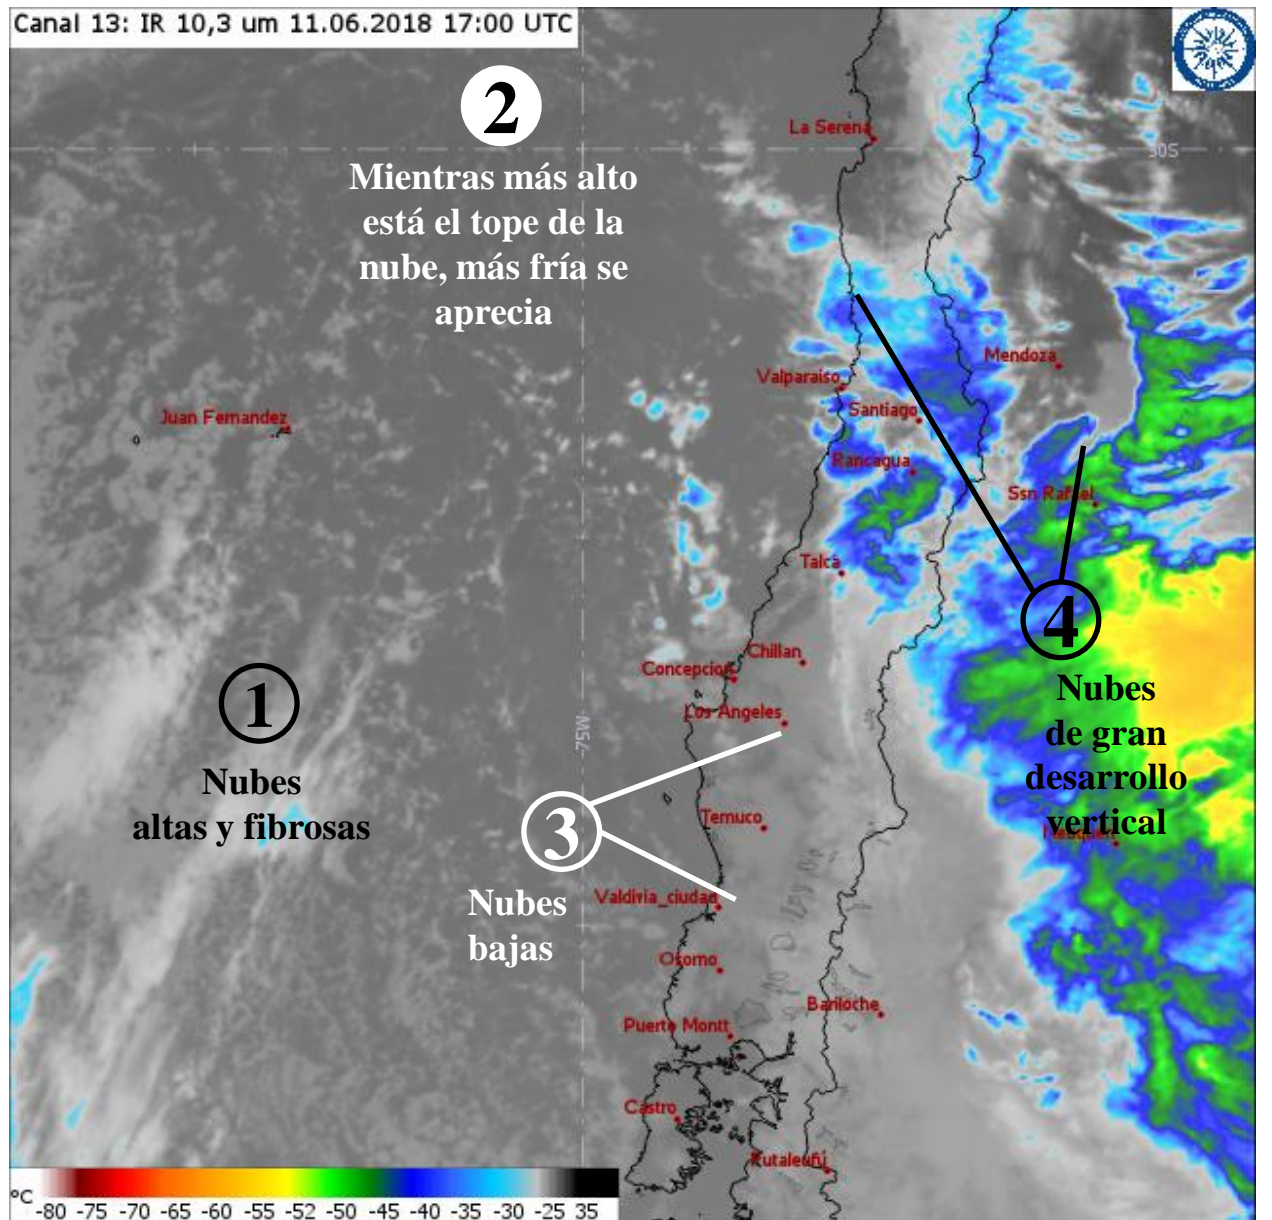 Canal 13: IR 10,3 um 11.06.2018 17:00 UTC
2
Mientras más alto
está el tope de la
nube, más fría se
aprecia
La Serena
30S
Mendoza
Valparaiso
Santiago
Juan Fernandez
Rancagua
Ssn Rafael
Talca
4
Nubes
de gran
desarrollo
vertical
Chillan
Concepcion
Los Angeles
1
Nubes
altas y fibrosas
-75W-
3
Nubes
bajas
Temuco
Neuquen
Valdivia_ciudad
Osorno
Bariloche
Puerto Montt
Castro
Futaleufú
°C -80 -75 -70 -65 -60 -55 -52 -50 -45 -40 -35 -30 -25 35